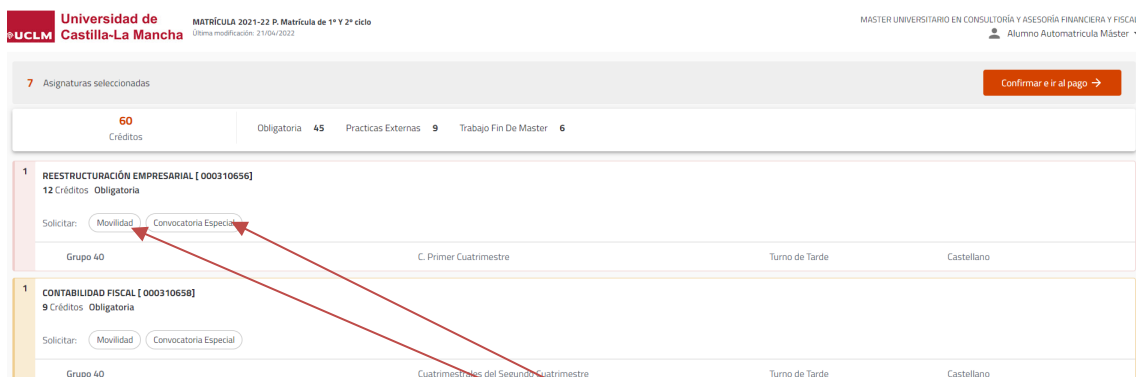 UCLM Universidad de Castilla~La Mancha
MATRÍCULA 2021-22 P. Matrícula de 1º Y 2º ciclo
Última modificación: 21/04/2022
MASTER UNIVERSITARIO EN CONSULTORÍA Y ASESORÍA FINANCIERA Y FISCAL
Alumno Automatricula Máster
7 Asignaturas seleccionadas
Confirmar e ir al pago →
60 Créditos
Obligatoria 45 Practicas Externas 9 Trabajo Fin De Master 6
1
REESTRUCTURACIÓN EMPRESARIAL [ 000310656]
12 Créditos Obligatoria
Solicitar: Movilidad Convocatoria Especial
Grupo 40 C. Primer Cuatrimestre Turno de Tarde Castellano
1
CONTABILIDAD FISCAL [ 000310658]
9 Créditos Obligatoria
Solicitar: Movilidad Convocatoria Especial
Grupo 40 Cuatrimestrales del Segundo Cuatrimestre Turno de Tarde Castellano